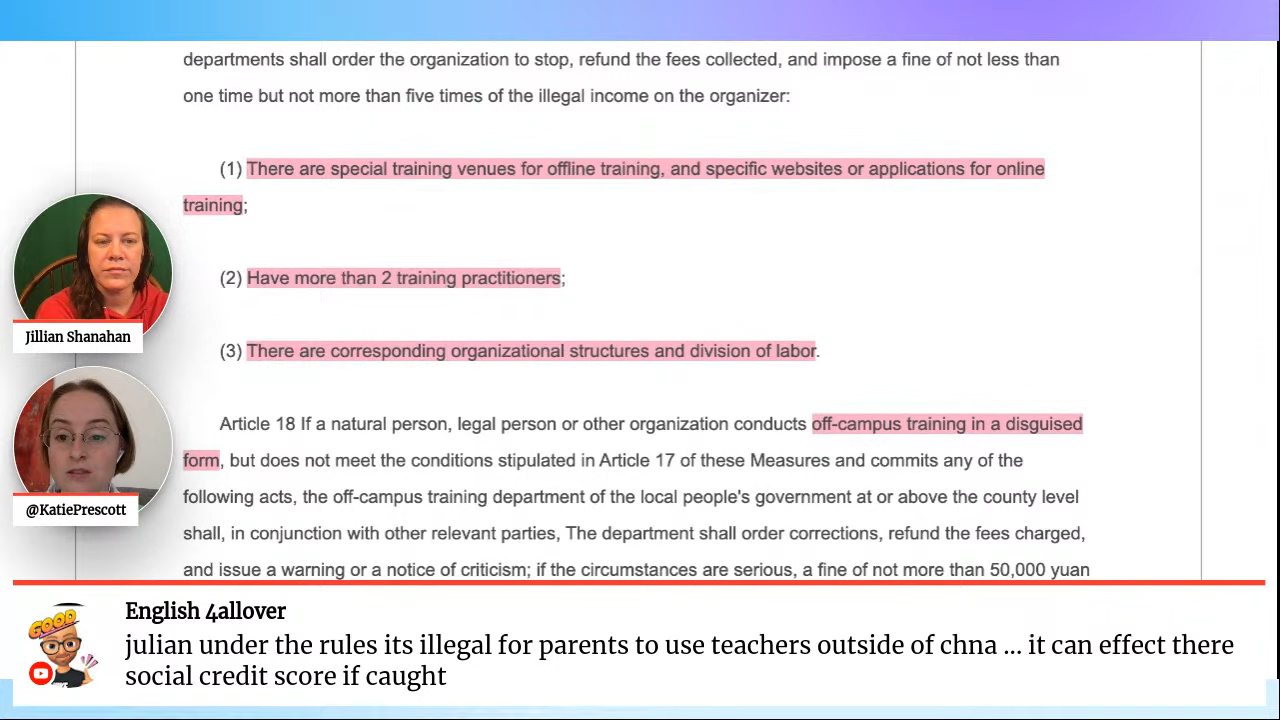 departments shall order the organization to stop, refund the fees collected, and impose a fine of not less than
one time but not more than five times of the illegal income on the organizer:
(1) There are special training venues for offline training, and specific websites or applications for online
training;
(2) Have more than 2 training practitioners;
(3) There are corresponding organizational structures and division of labor.
Article 18 If a natural person, legal person or other organization conducts off-campus training in a disguised
form, but does not meet the conditions stipulated in Article 17 of these Measures and commits any of the
following acts, the off-campus training department of the local people's government at or above the county level
shall, in conjunction with other relevant parties, The department shall order corrections, refund the fees charged,
and issue a warning or a notice of criticism; if the circumstances are serious, a fine of not more than 50,000 yuan
Jillian Shanahan
@KatiePrescott
GOOD
English 4allover
julian under the rules its illegal for parents to use teachers outside of chna ... it can effect there
social credit score if caught